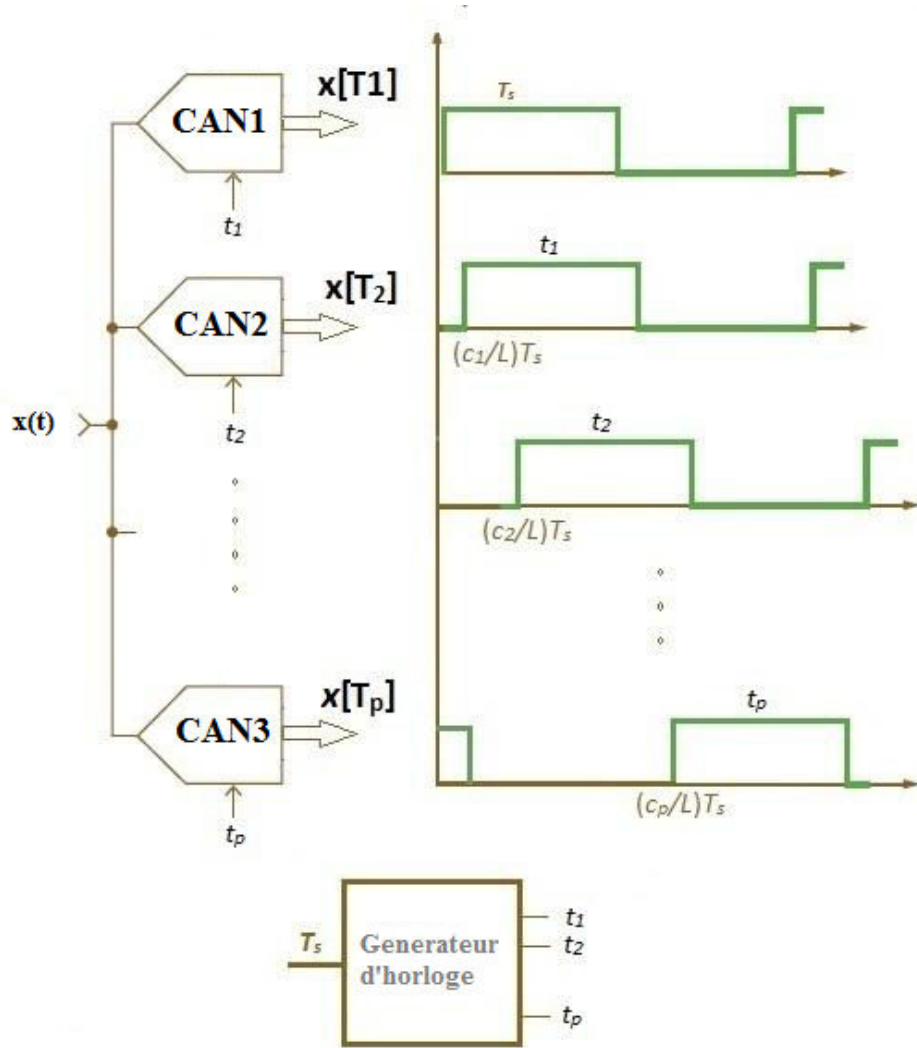 x[T1]
CAN1
t1
x[T2]
CAN2
x(t)
t2
x[Tp]
CAN3
tp
Ts
t1
(c1/L)Ts
t2
(c2/L)Ts
tp
(cp/L)Ts
Ts
Generateur
d'horloge
t1
t2
tp